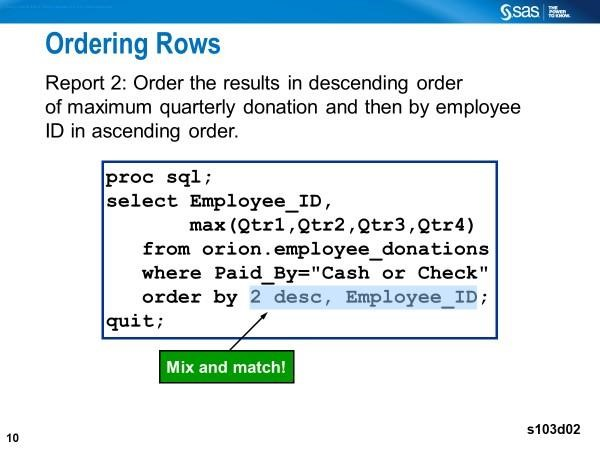 sas THE POWER TO KNOW.
Ordering Rows
Report 2: Order the results in descending order
of maximum quarterly donation and then by employee
ID in ascending order.
proc sql;
select Employee_ID,
max(Qtr1,Qtr2,Qtr3,Qtr4)
from orion.employee_donations
where Paid_By="Cash or Check"
order by 2 desc, Employee_ID;
quit;
Mix and match!
10
s103d02